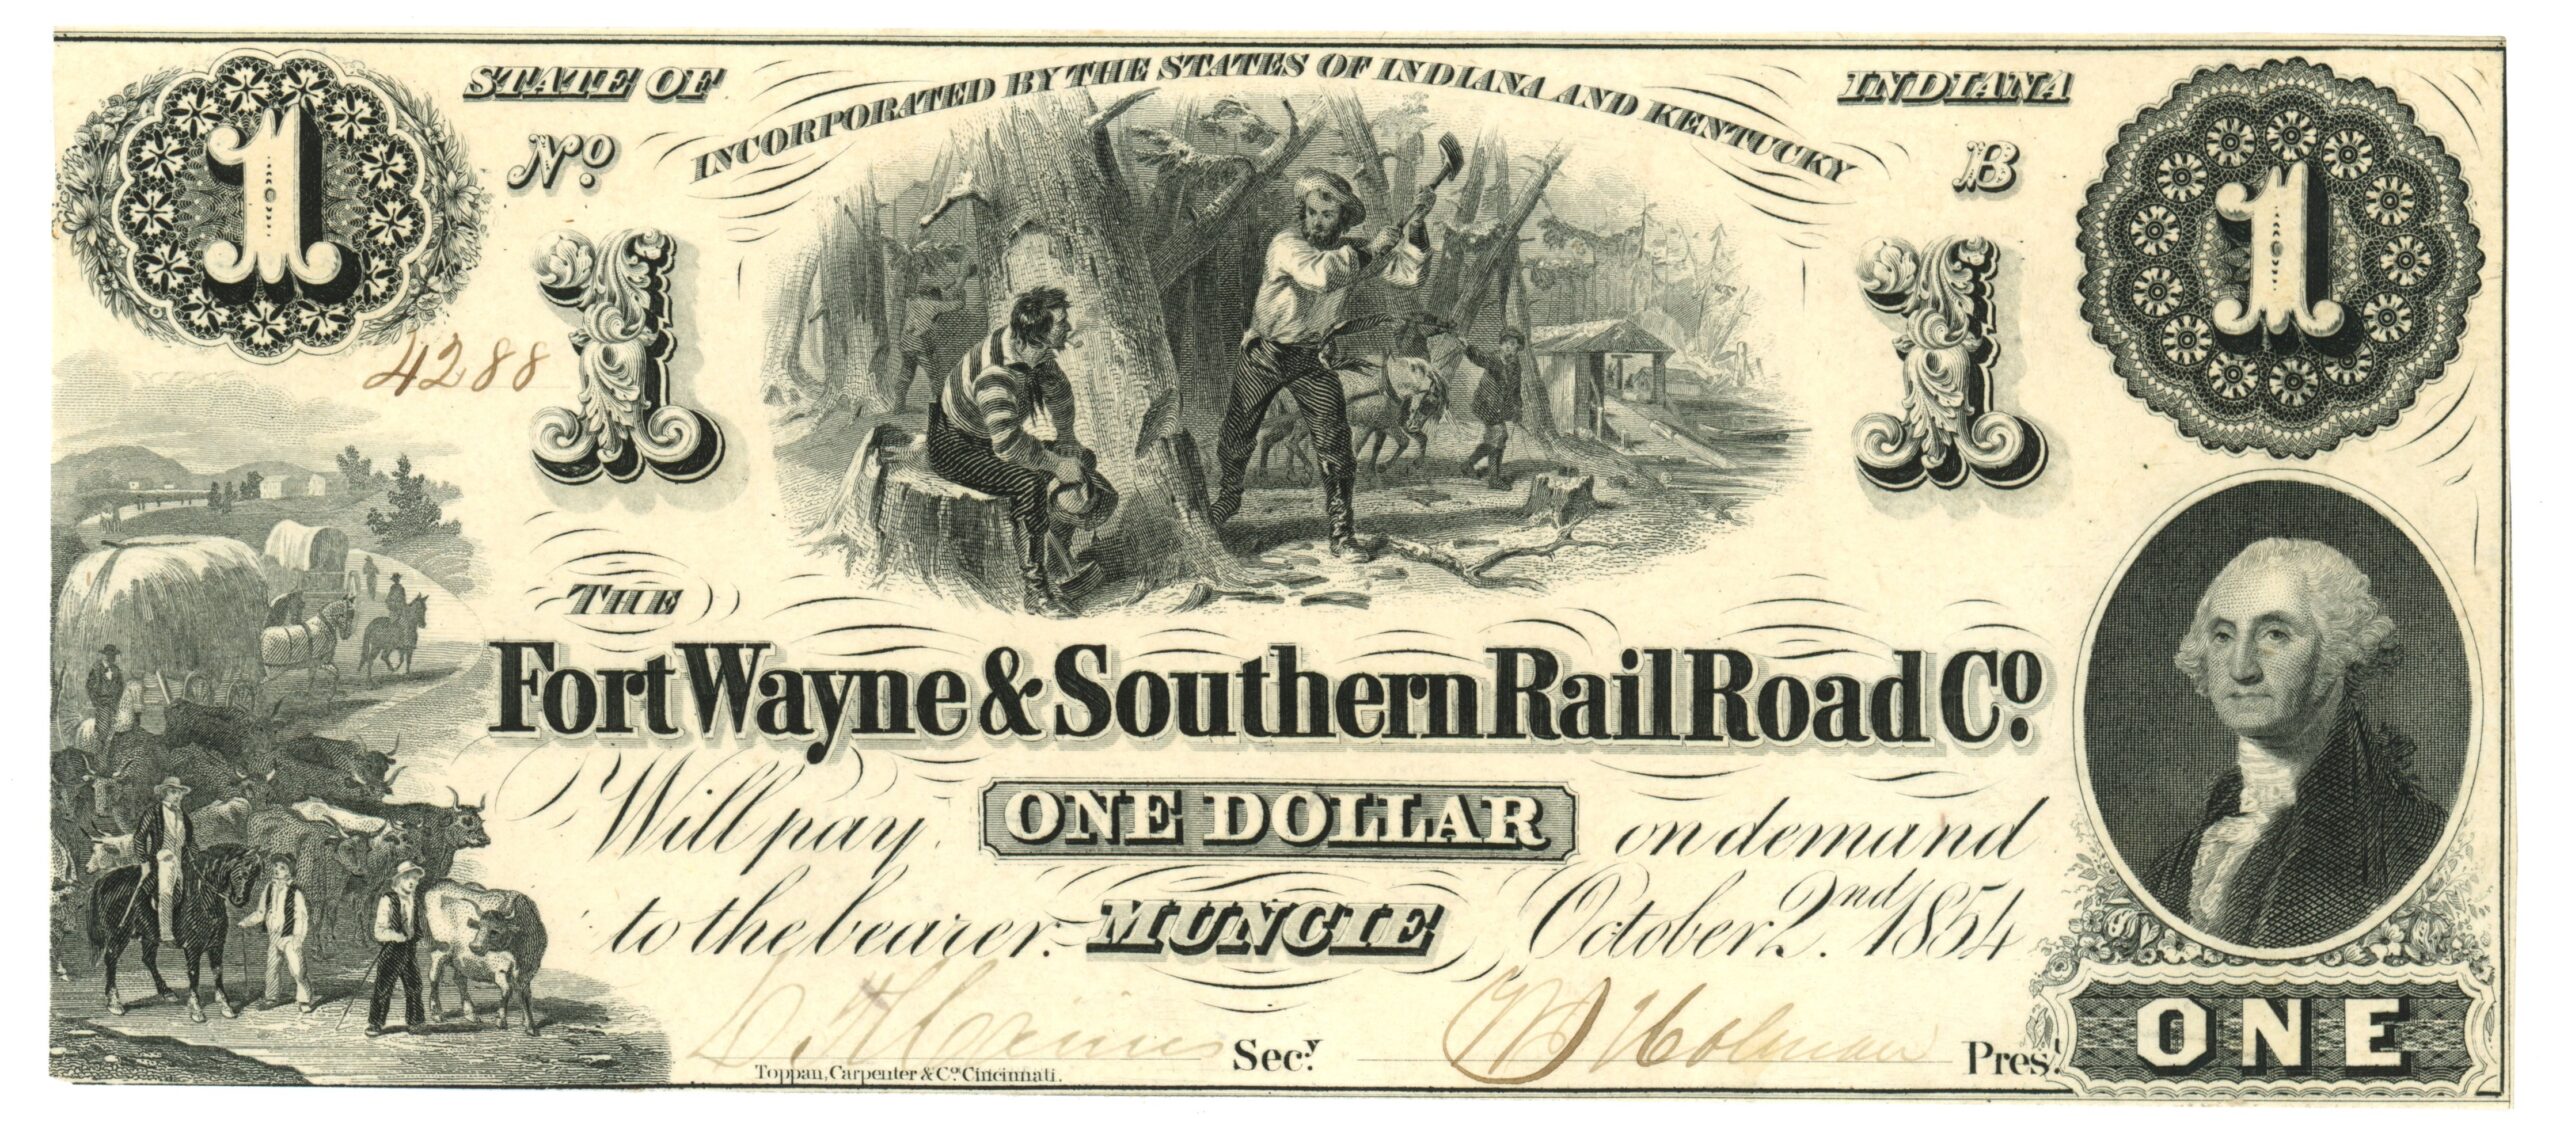 STATE OF
INCORPORATED BY THE STATES OF INDIANA AND KENTUCKY
INDIANA
1
No.
B
1
4288
1
1
THE
Fort Wayne & Southern Rail Road Co.
Will pay ONE DOLLAR on demand
to the bearer. MUNCIE October 2nd 1854
Secy.
W J Holman Prest.
ONE
Toppan, Carpenter & Co. Cincinnati.